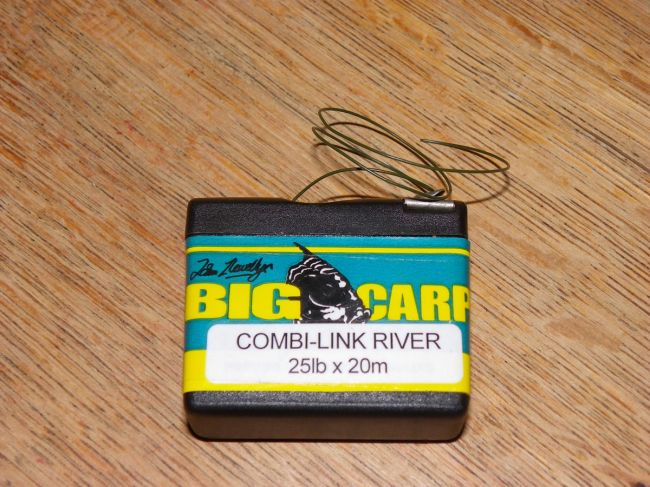 BIG CARP
COMBI-LINK RIVER
25lb x 20m